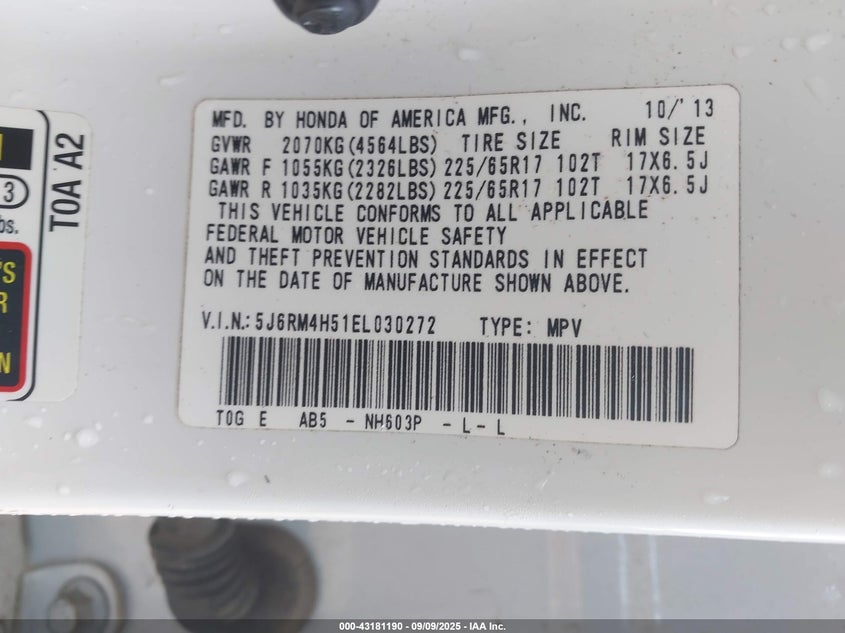 MFD. BY HONDA OF AMERICA MFG., INC. 10/'13
GVWR 2070KG(4564LBS) TIRE SIZE RIM SIZE
GAWR F 1055KG(2326LBS) 225/65R17 102T 17X6.5J
GAWR R 1035KG(2282LBS) 225/65R17 102T 17X6.5J
THIS VEHICLE CONFORMS TO ALL APPLICABLE
FEDERAL MOTOR VEHICLE SAFETY
AND THEFT PREVENTION STANDARDS IN EFFECT
ON THE DATE OF MANUFACTURE SHOWN ABOVE.
V.I.N.: 5J6RM4H51EL030272 TYPE: MPV
T0G E AB5 - NH603P - L - L
T0A A2
3
bs.
'S
R
N
000-43181190 - 09/09/2025 - IAA Inc.